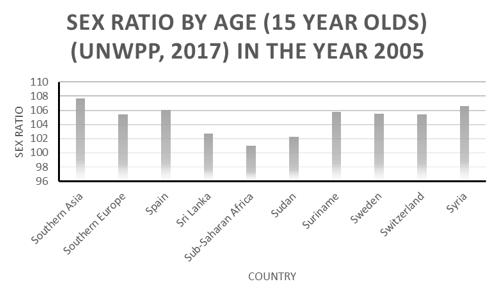 SEX RATIO BY AGE (15 YEAR OLDS)
(UNWPP, 2017) IN THE YEAR 2005
SEX RATIO
110
108
106
104
102
100
98
96
Southern Asia
Southern Europe
Spain
Sri Lanka
Sub-Saharan Africa
Sudan
Suriname
Sweden
Switzerland
Syria
COUNTRY